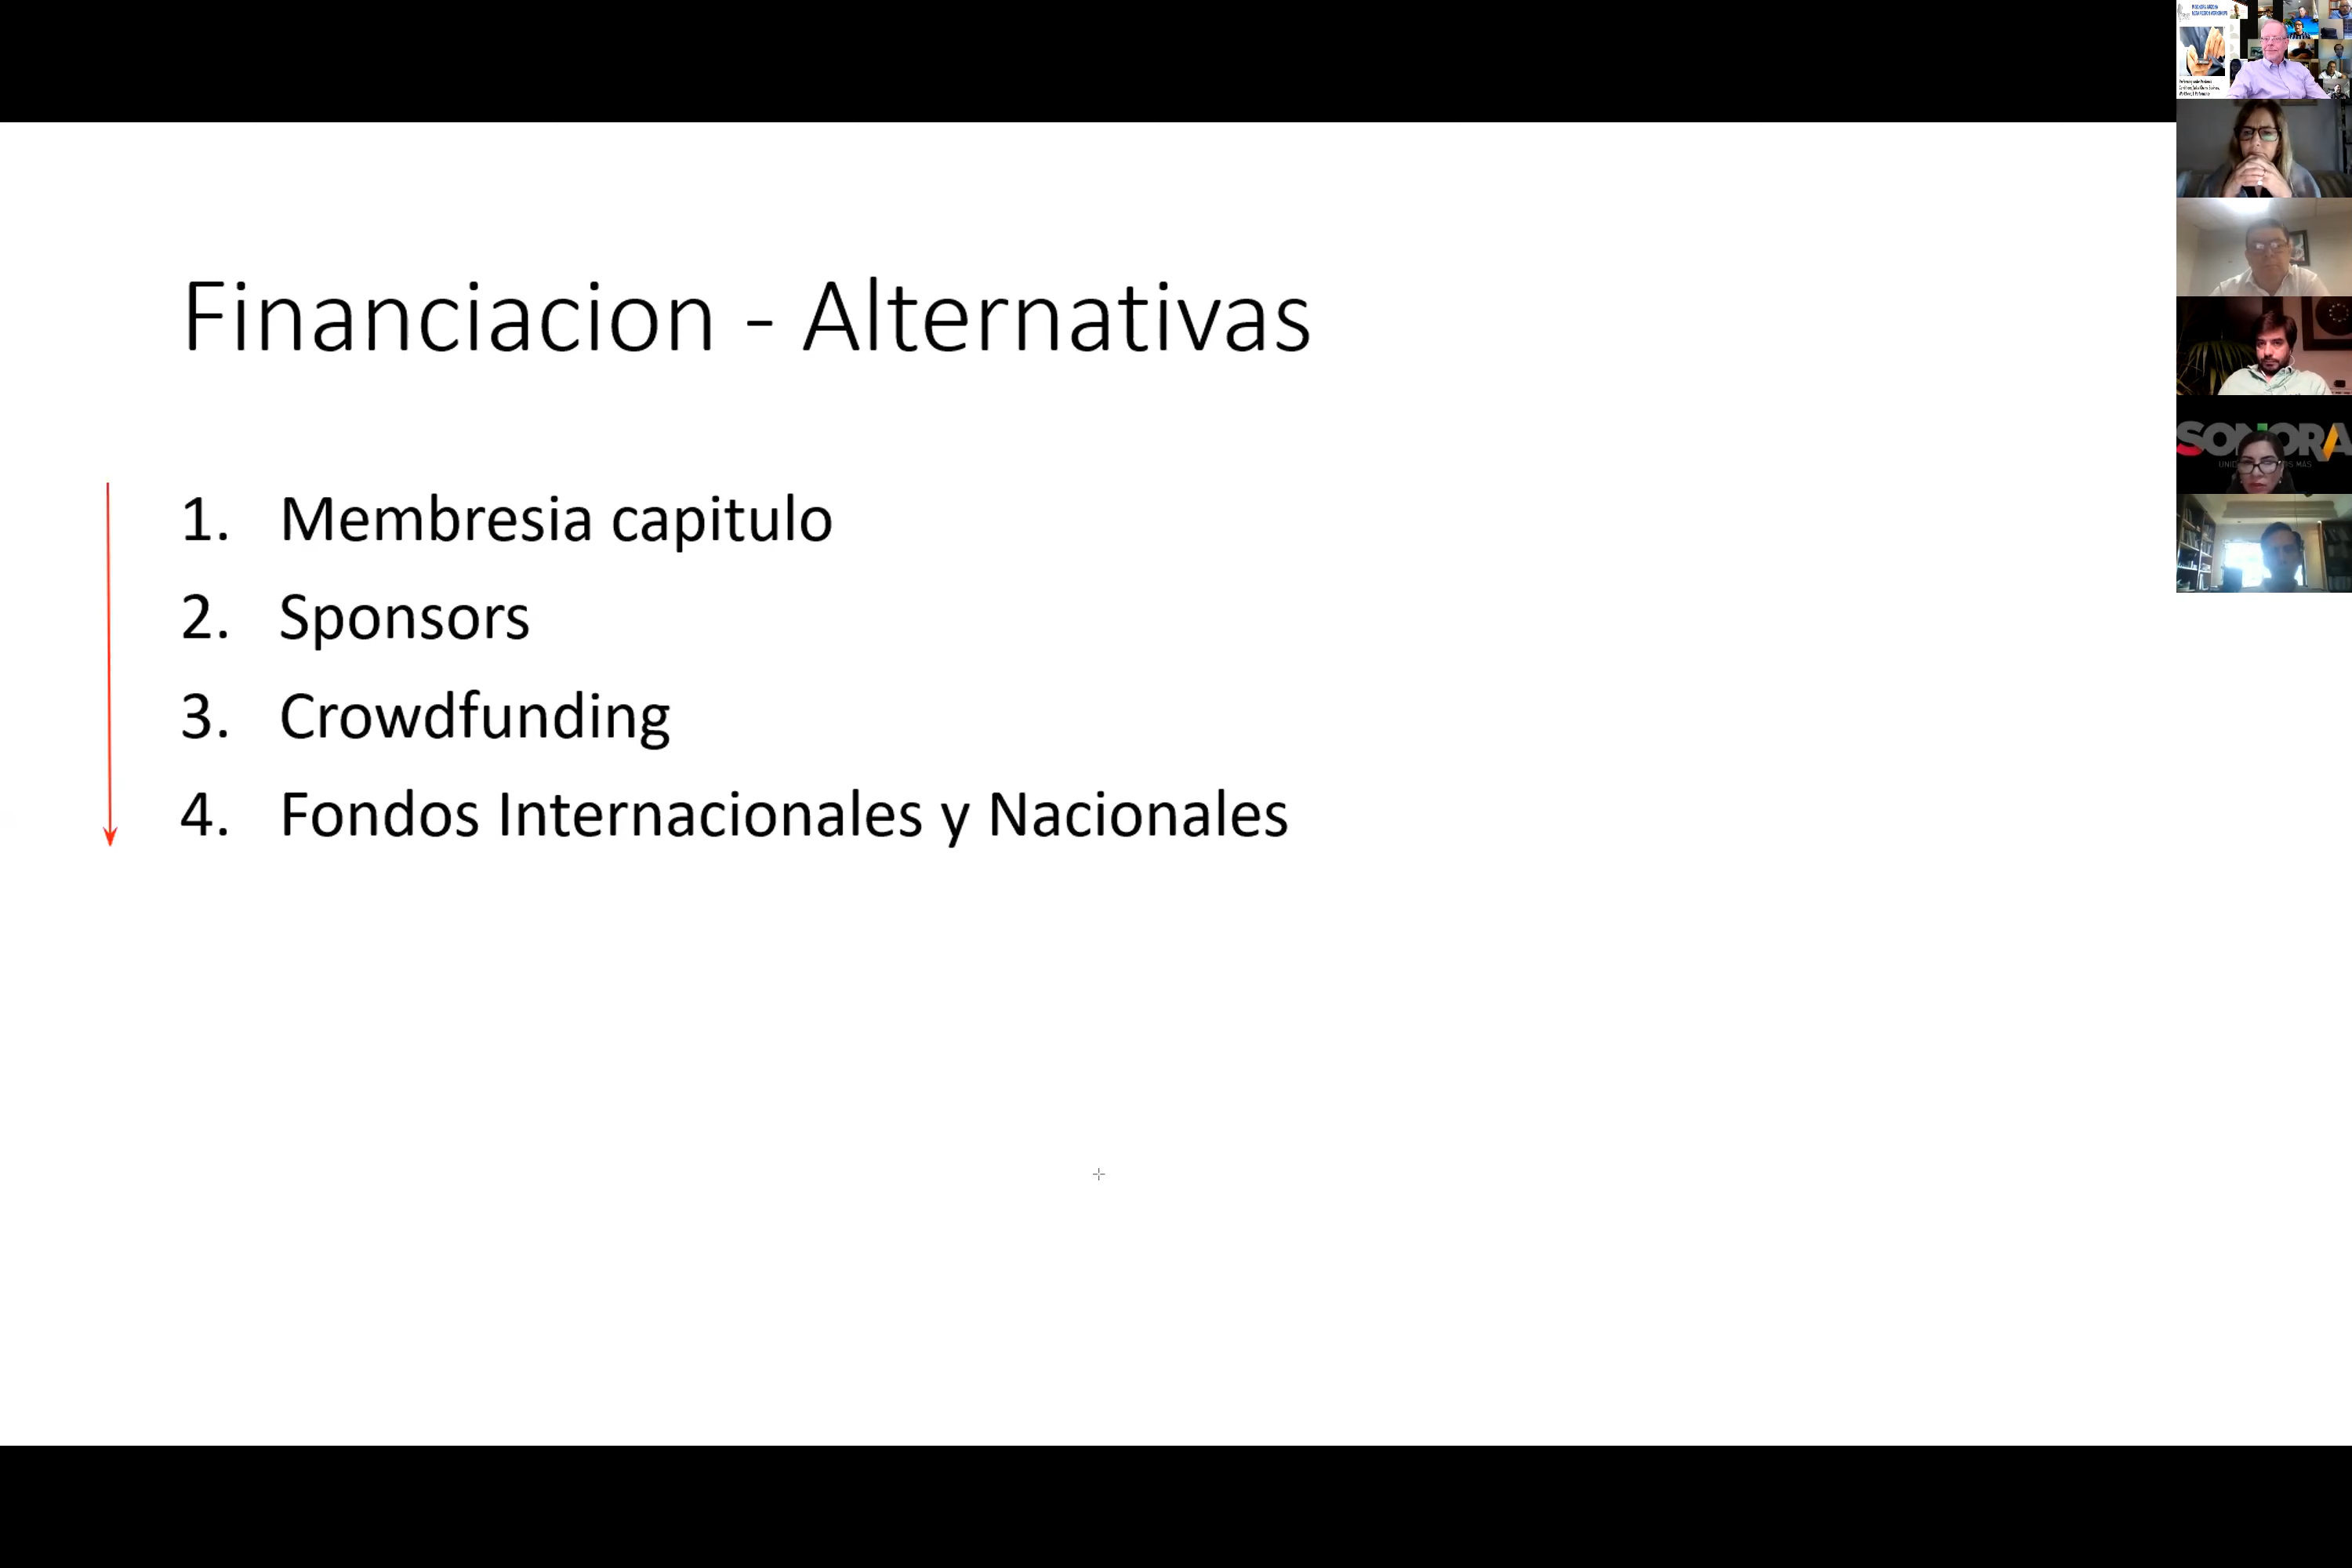 Financiacion - Alternativas
1. Membresia capitulo
2. Sponsors
3. Crowdfunding
4. Fondos Internacionales y Nacionales
SONORA